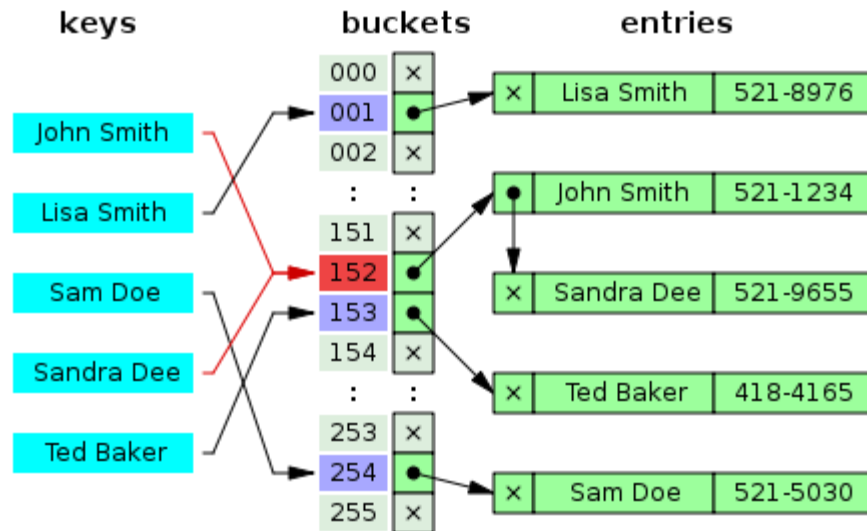 keys
buckets
entries
John Smith
Lisa Smith
Sam Doe
Sandra Dee
Ted Baker
000 ×
001
002 ×
: :
151 ×
152
153
154 ×
: :
253 ×
254
255 ×
× Lisa Smith 521-8976
John Smith 521-1234
× Sandra Dee 521-9655
× Ted Baker 418-4165
× Sam Doe 521-5030